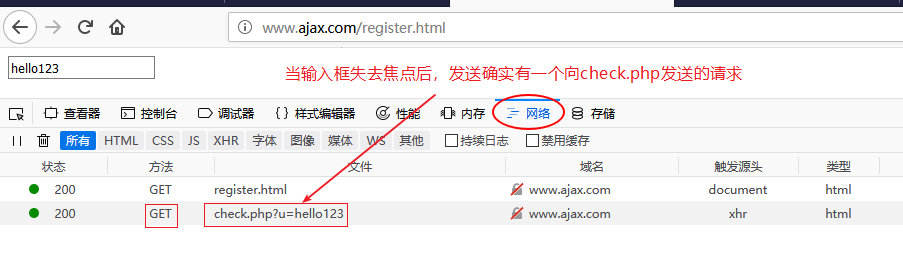 www.ajax.com/register.html
hello123
当输入框失去焦点后，发送确实有一个向check.php发送的请求
查看器 控制台 调试器 {} 样式编辑器 性能 内存 网络 存储
所有 HTML CSS JS XHR 字体 图像 媒体 WS 其他 持续日志 禁用缓存
状态 方法 文件 域名 触发源头 类型
200 GET register.html www.ajax.com document html
200 GET check.php?u=hello123 www.ajax.com xhr html